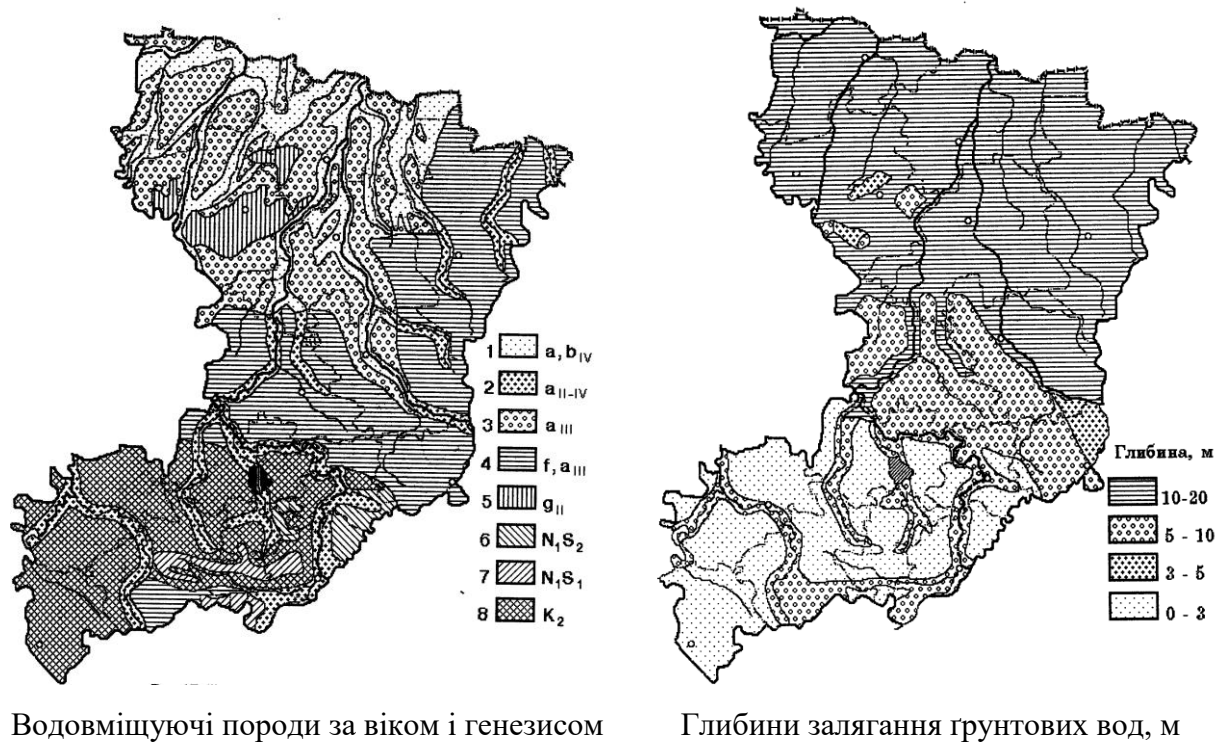 1 a, b IV
2 a II-IV
3 a III
4 f, a III
5 g II
6 N₁S₂
7 N₁S₁
8 K₂
Глибина, м
10-20
5 - 10
3 - 5
0 - 3
Водовміщуючі породи за віком і генезисом
Глибини залягання ґрунтових вод, м